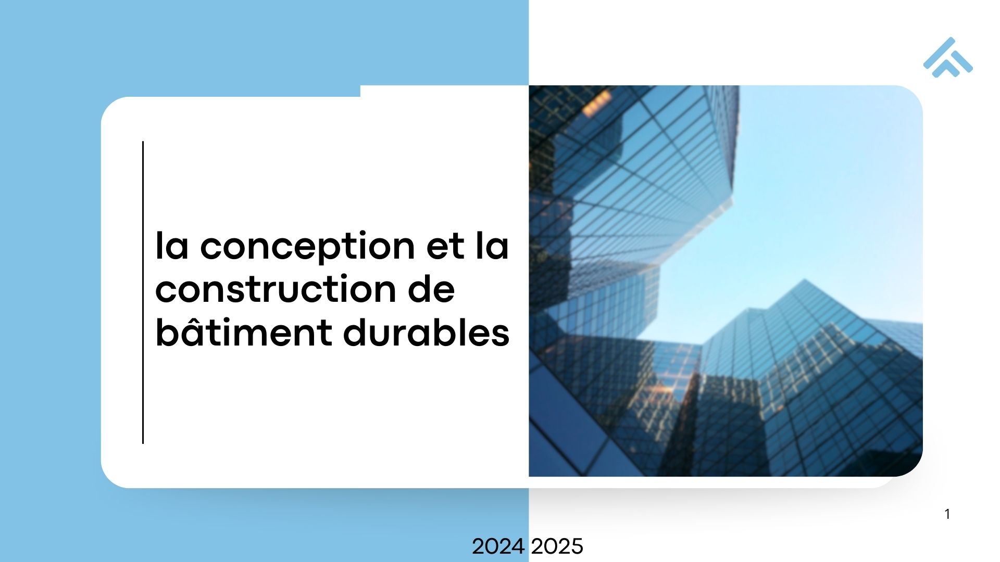 la conception et la
construction de
bâtiment durables
1
2024 2025